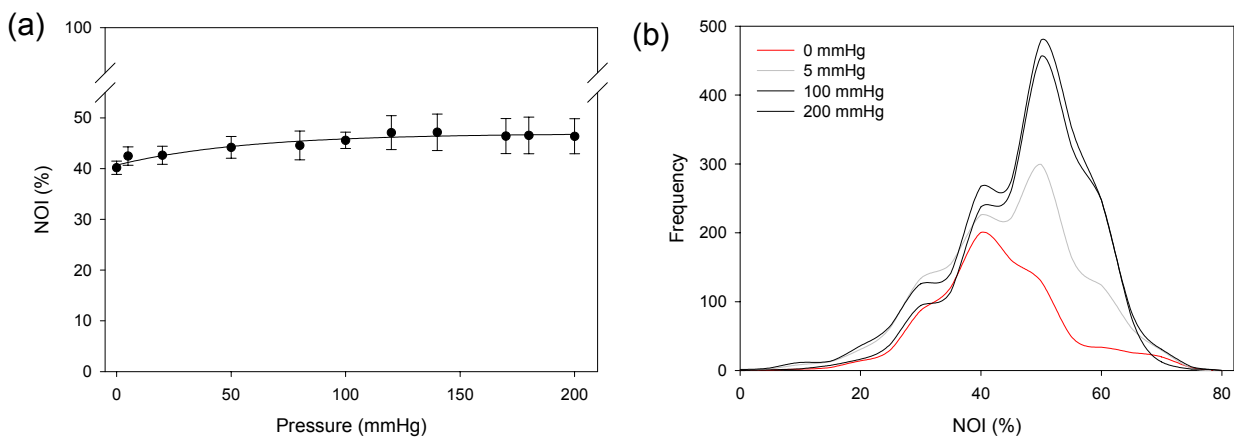 (a)
100
50
40
30
20
10
0
NOI (%)
0 50 100 150 200
Pressure (mmHg)
(b)
500
400
300
200
100
0
Frequency
0 mmHg
5 mmHg
100 mmHg
200 mmHg
0 20 40 60 80
NOI (%)